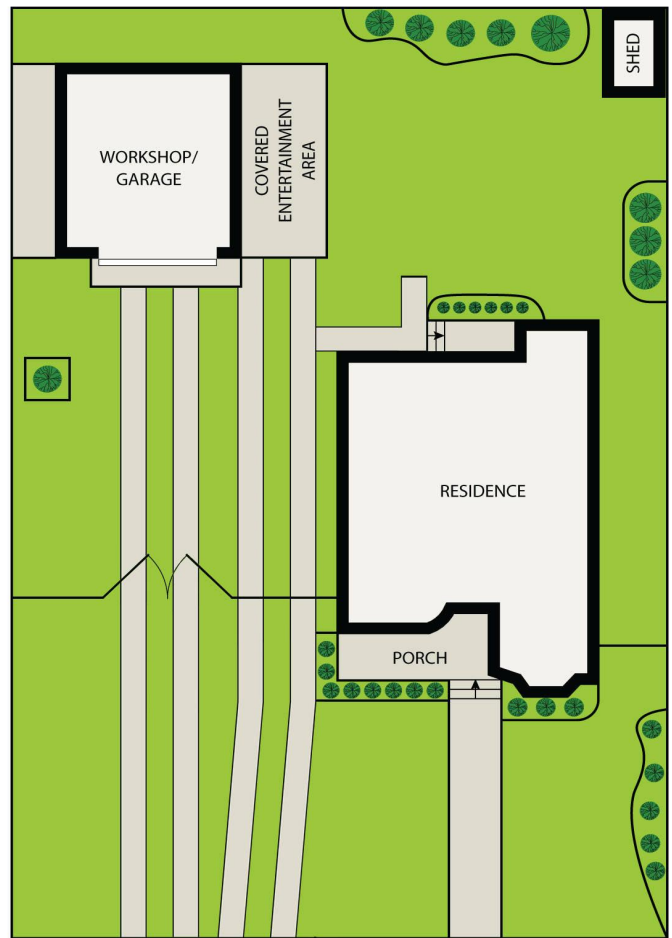 SHED
WORKSHOP/
GARAGE
COVERED
ENTERTAINMENT
AREA
RESIDENCE
PORCH